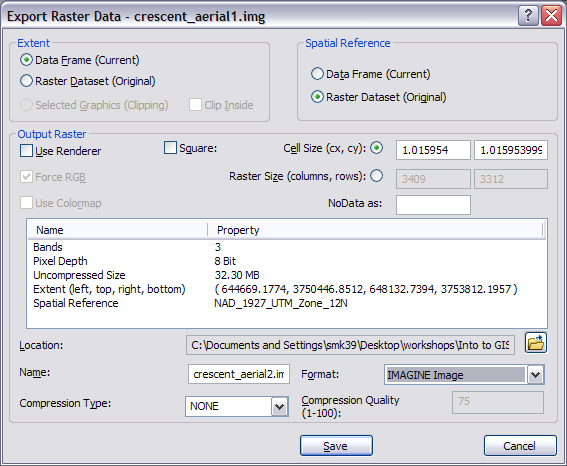 Export Raster Data - crescent_aerial1.img
Extent
Data Frame (Current)
Raster Dataset (Original)
Selected Graphics (Clipping)
Clip Inside
Spatial Reference
Data Frame (Current)
Raster Dataset (Original)
Output Raster
Use Renderer
Square:
Cell Size (cx, cy):
1.015954
1.015953999
Force RGB
Raster Size (columns, rows):
3409
3312
Use Colormap
NoData as:
Name Property
Bands 3
Pixel Depth 8 Bit
Uncompressed Size 32.30 MB
Extent (left, top, right, bottom) ( 644669.1774, 3750446.8512, 648132.7394, 3753812.1957 )
Spatial Reference NAD_1927_UTM_Zone_12N
Location: C:\Documents and Settings\smk39\Desktop\workshops\Into to GIS
Name: crescent_aerial2.im
Format: IMAGINE Image
Compression Type: NONE
Compression Quality
(1-100):
75
Save
Cancel